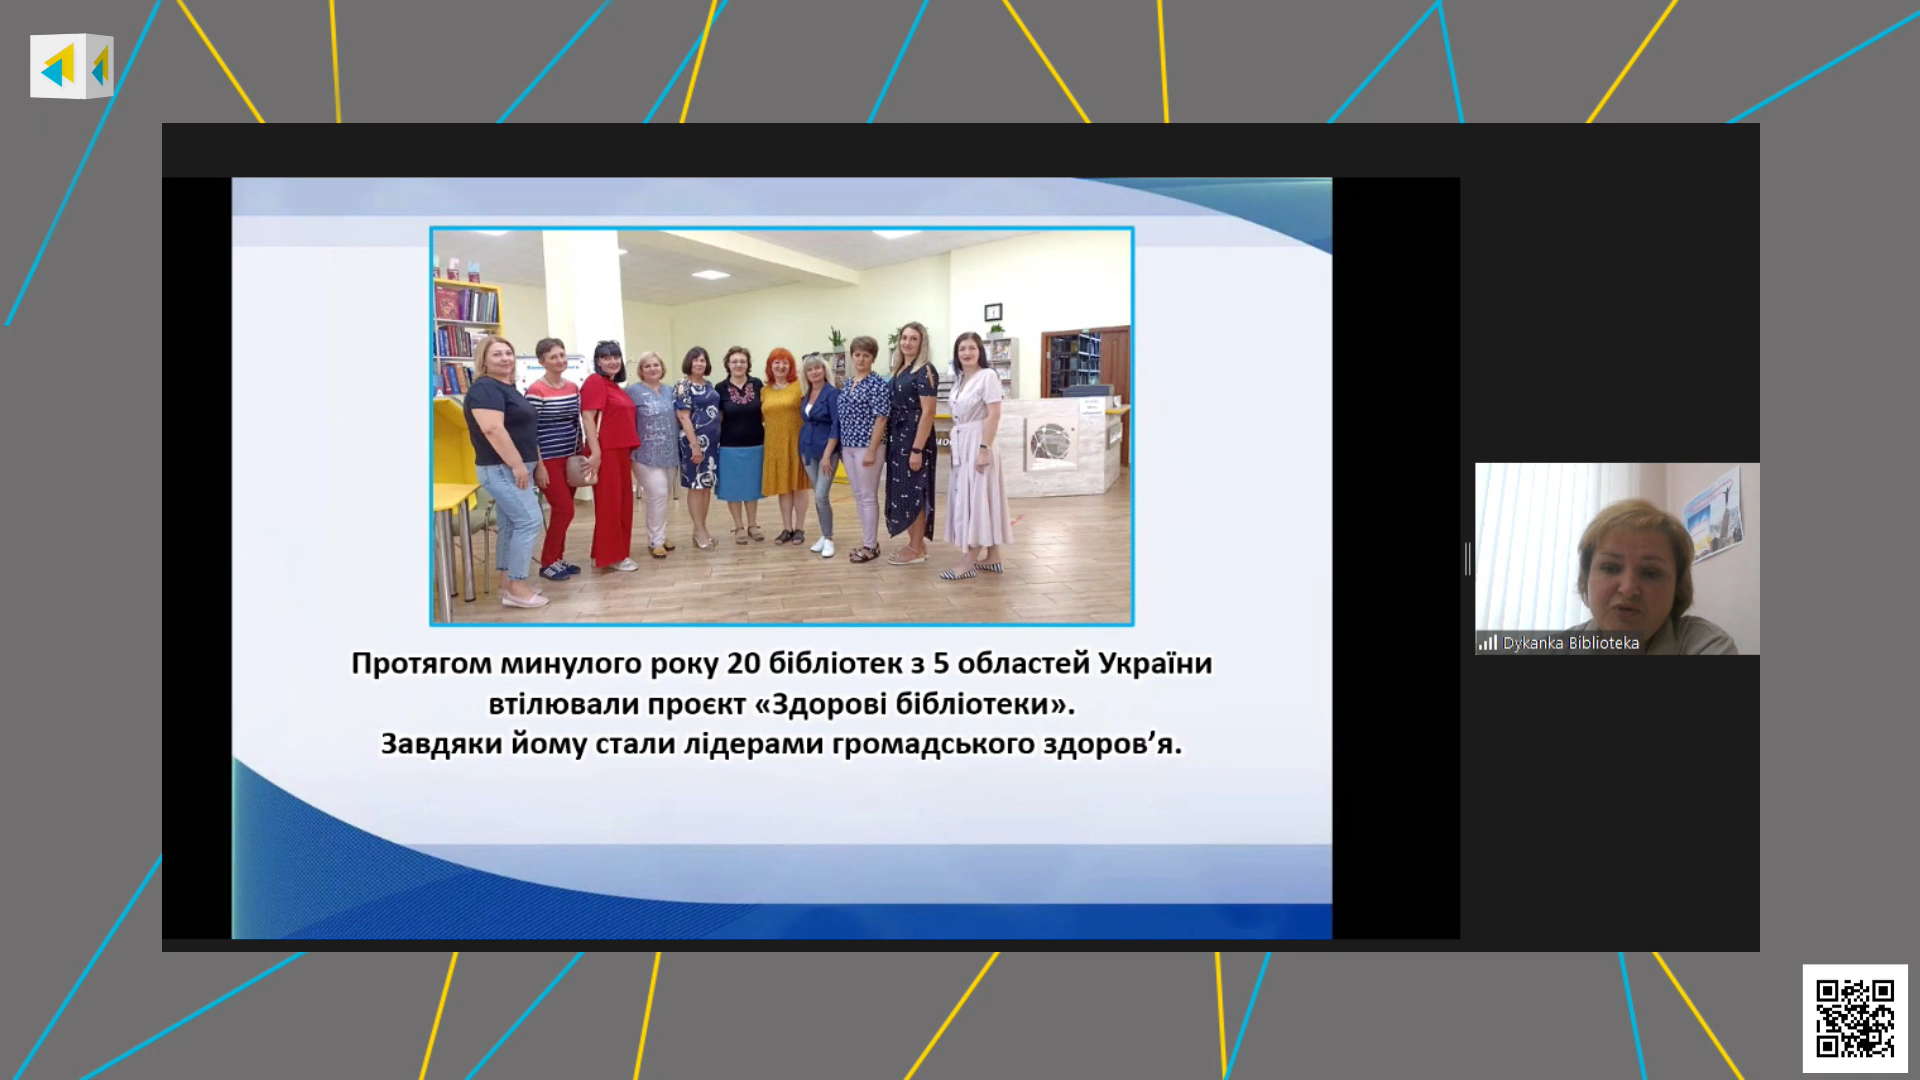 Протягом минулого року 20 бібліотек з 5 областей України
втілювали проєкт «Здорові бібліотеки».
Завдяки йому стали лідерами громадського здоров’я.
Dykanka Biblioteka